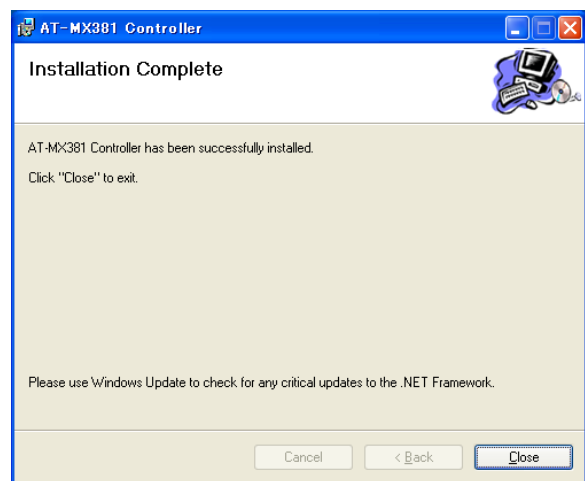 AT-MX381 Controller
Installation Complete
AT-MX381 Controller has been successfully installed.
Click "Close" to exit.
Please use Windows Update to check for any critical updates to the .NET Framework.
Cancel
< Back
Close